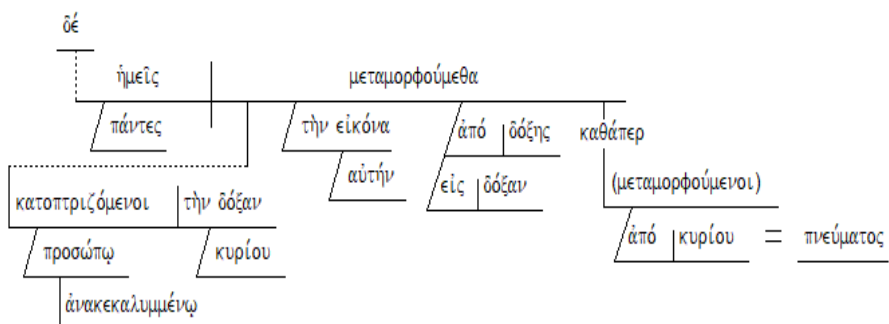 δέ
ἡμεῖς μεταμορφούμεθα
πάντες τὴν εἰκόνα ἀπό δόξης καθάπερ
αὐτήν εἰς δόξαν
κατοπτριζόμενοι τὴν δόξαν (μεταμορφούμενοι)
προσώπῳ κυρίου ἀπό κυρίου = πνεύματος
ἀνακεκαλυμμένῳ